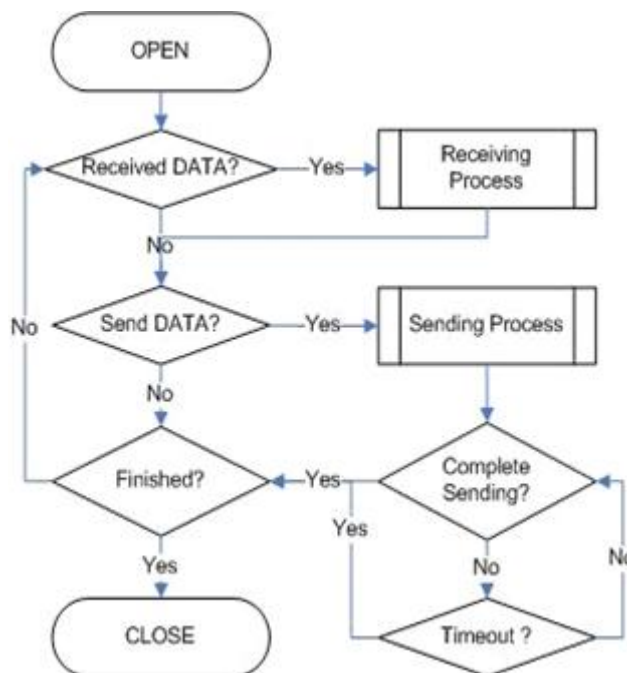 OPEN
Received DATA?
Yes
Receiving
Process
No
Send DATA?
Yes
Sending Process
No
No
Finished?
Yes
Complete
Sending?
Yes
Yes
No
No
CLOSE
Timeout ?